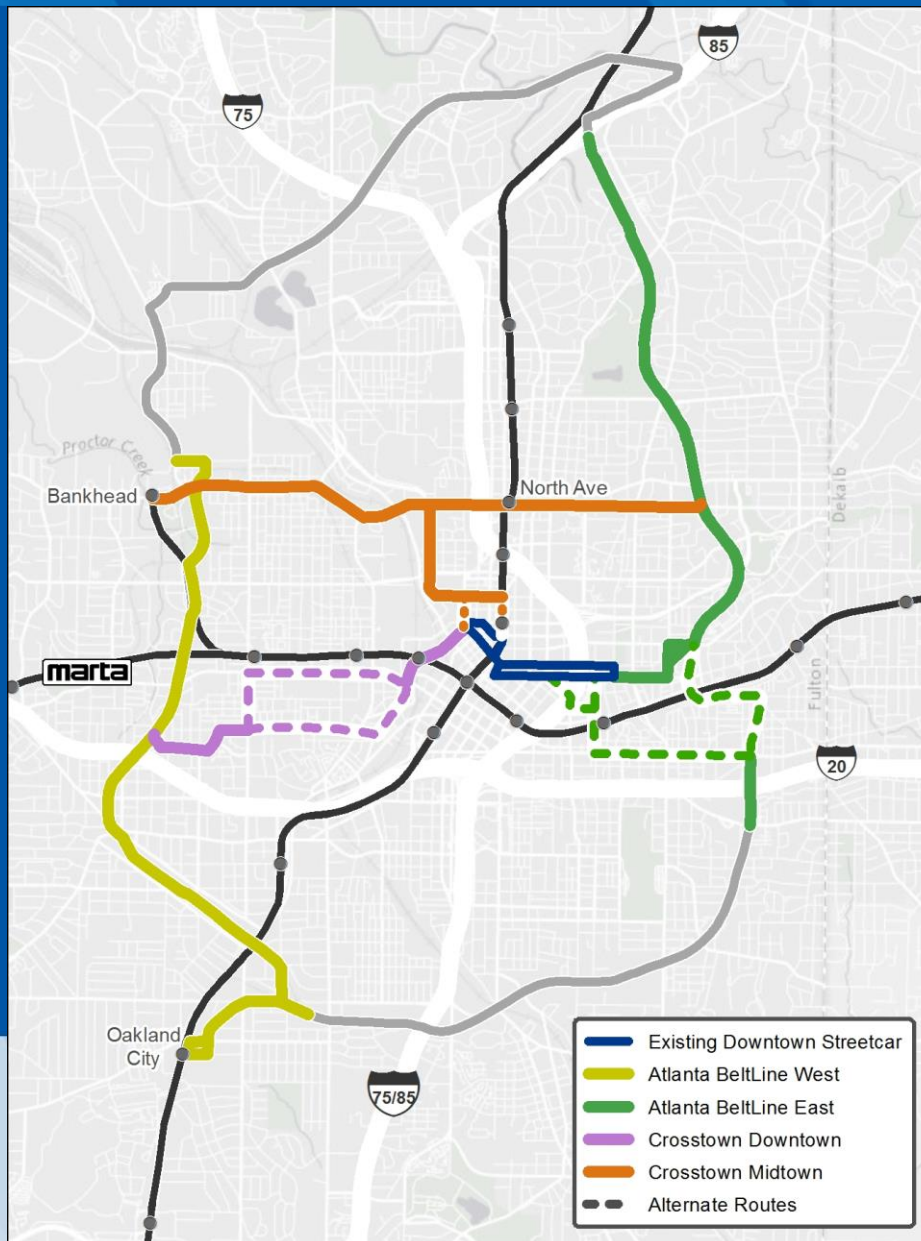 85
75
Proctor Creek
Bankhead
North Ave
Dekalb
marta
Fulton
20
Oakland
City
75/85
Existing Downtown Streetcar
Atlanta BeltLine West
Atlanta BeltLine East
Crosstown Downtown
Crosstown Midtown
Alternate Routes